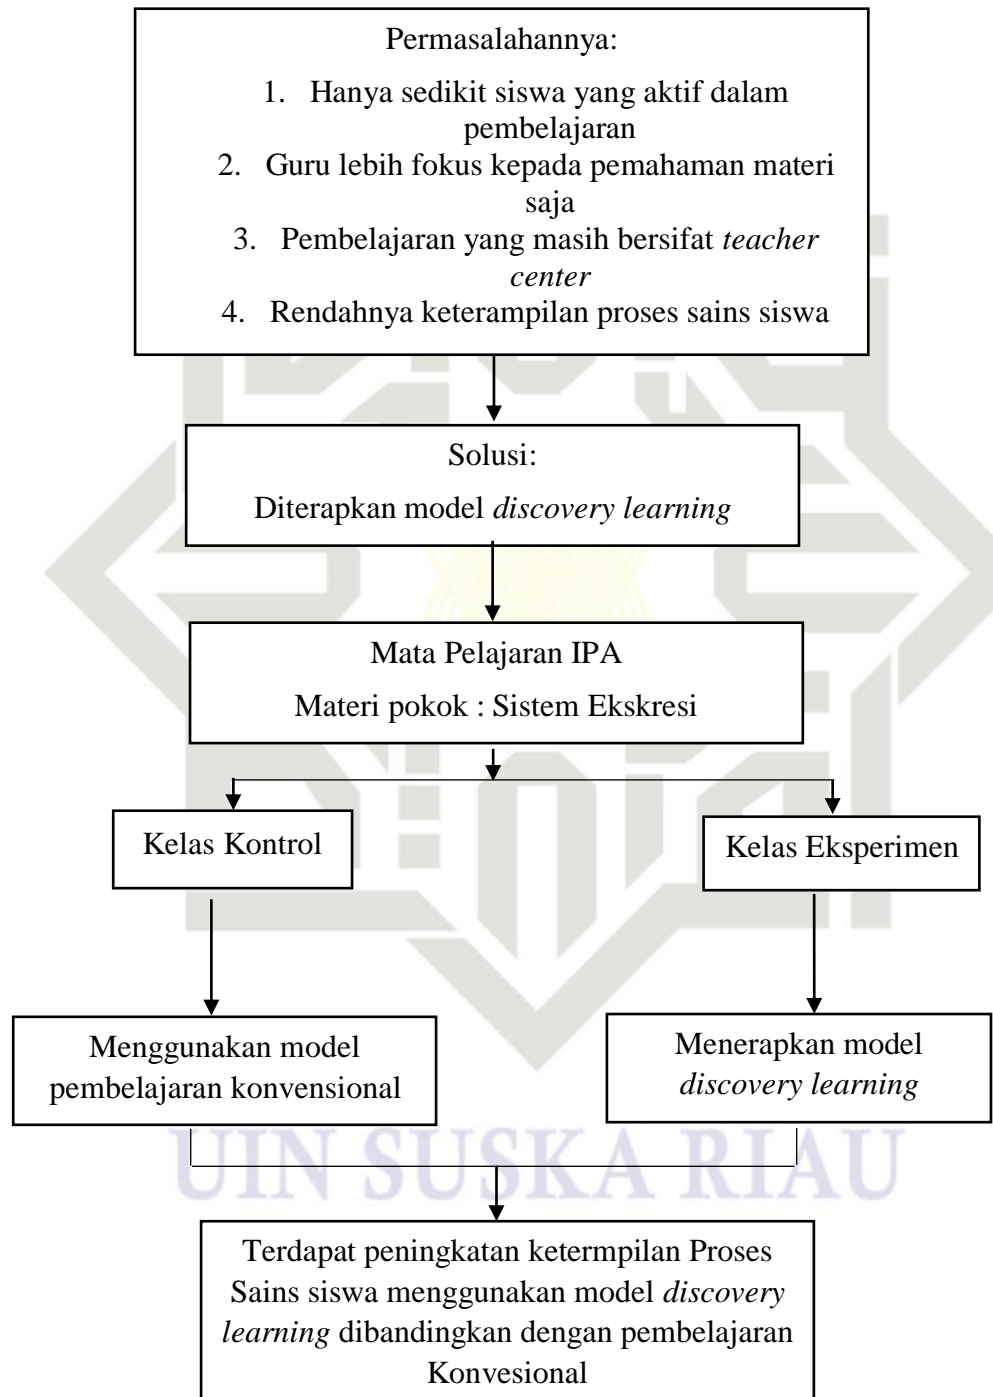 Permasalahannya:
1. Hanya sedikit siswa yang aktif dalam
pembelajaran
2. Guru lebih fokus kepada pemahaman materi
saja
3. Pembelajaran yang masih bersifat teacher
center
4. Rendahnya keterampilan proses sains siswa
Solusi:
Diterapkan model discovery learning
Mata Pelajaran IPA
Materi pokok : Sistem Ekskresi
Kelas Kontrol
Kelas Eksperimen
Menggunakan model
pembelajaran konvensional
Menerapkan model
discovery learning
UIN SUSKA RIAU
Terdapat peningkatan ketermpilan Proses
Sains siswa menggunakan model discovery
learning dibandingkan dengan pembelajaran
Konvesional